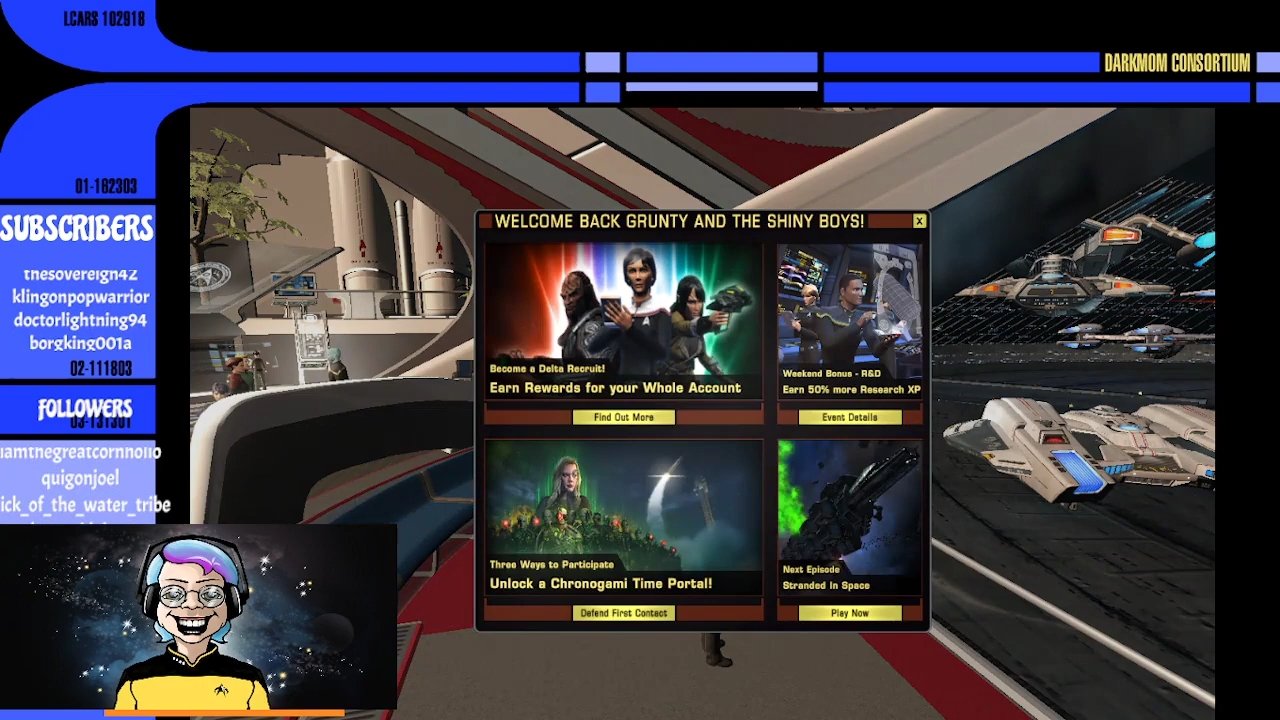 LCARS 102918
DARKMOM CONSORTIUM
01-182303
SUBSCRIBERS
thesovereign42
klingonpopwarrior
doctorlightning94
borgking001a
02-111803
FOLLOWERS
03-131301
iamthegreatcornholio
quigonjoel
ick_of_the_water_tribe
WELCOME BACK GRUNTY AND THE SHINY BOYS!
X
Become a Delta Recruit!
Earn Rewards for your Whole Account
Find Out More
Weekend Bonus - R&D
Earn 50% more Research XP
Event Details
Three Ways to Participate
Unlock a Chronogami Time Portal!
Defend First Contact
Next Episode
Stranded In Space
Play Now